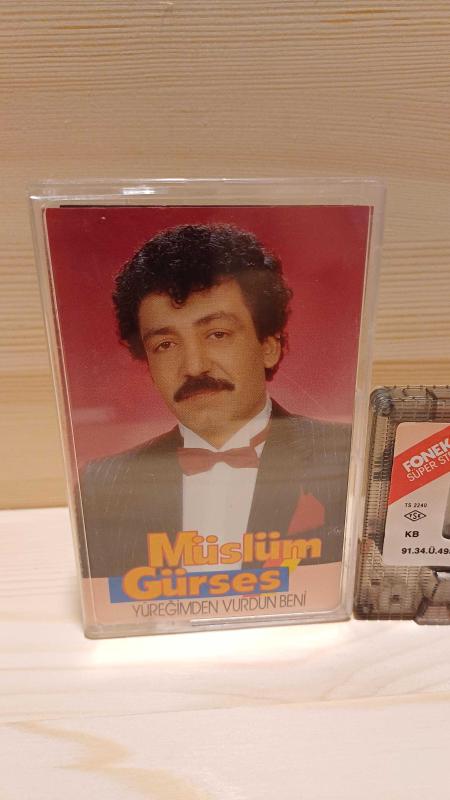 Müslüm
Gürses
YÜREĞİMDEN VURDUN BENİ
FONEK
SÜPER ST
TS 2240
TSE
KB
91.34.Ü.49